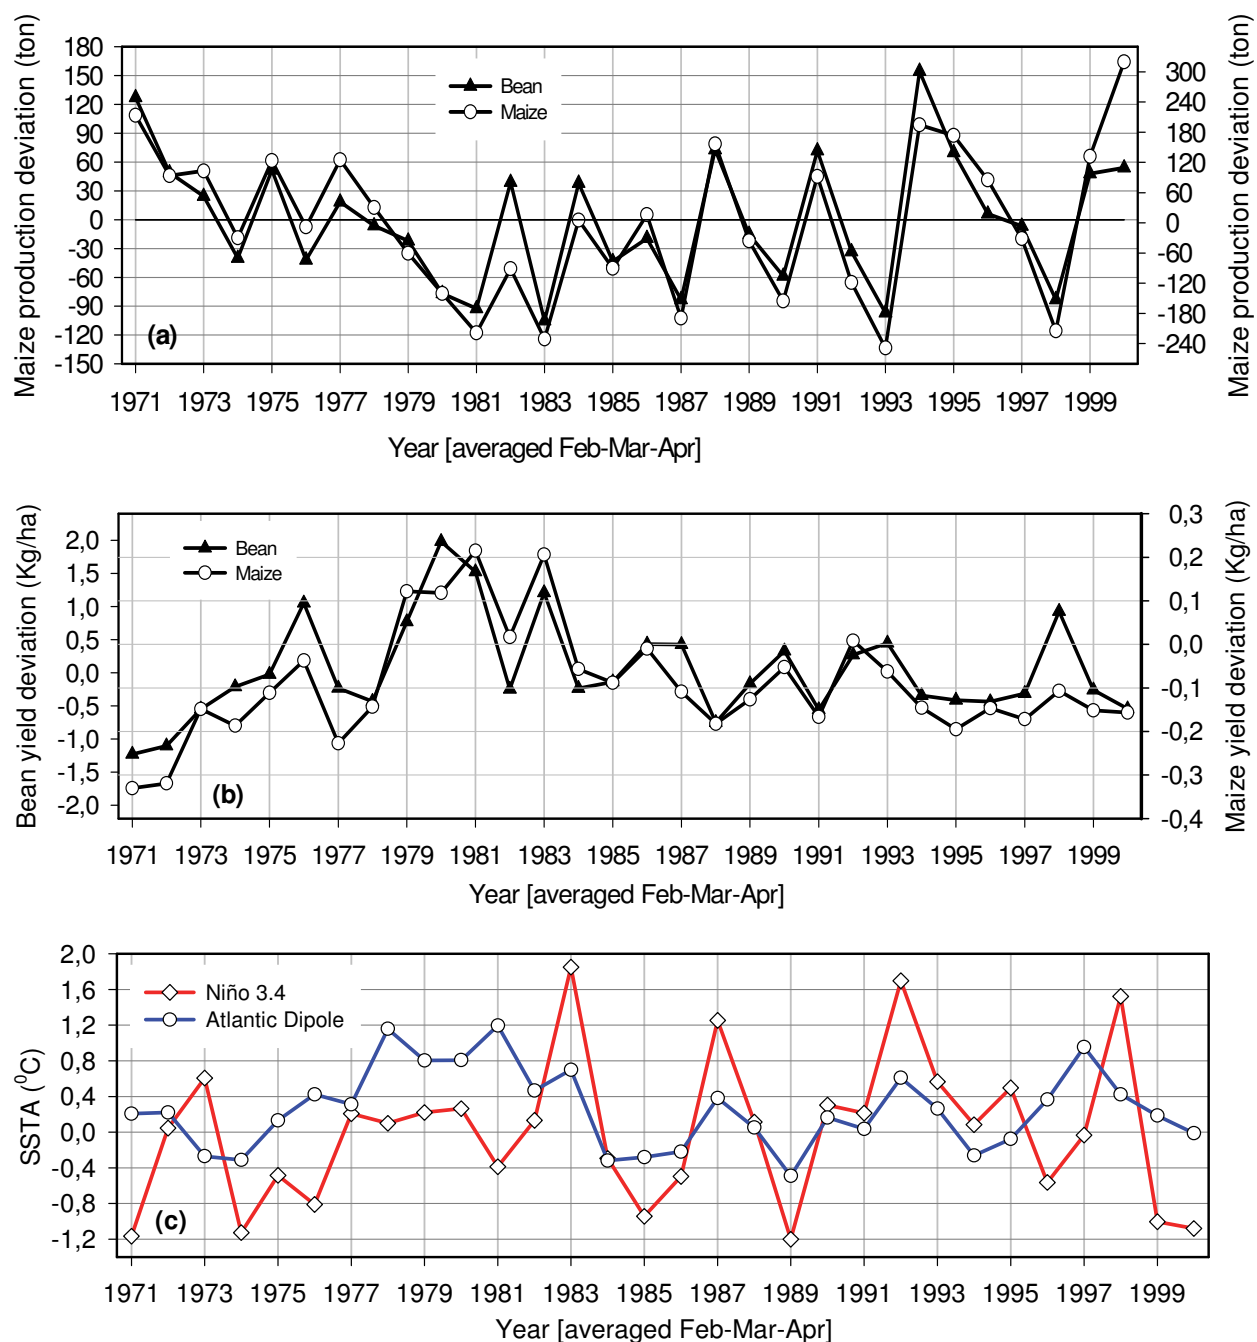 Maize production deviation (ton)
180
150
120
90
60
30
0
-30
-60
-90
-120
-150
Bean
Maize
(a)
300
240
180
120
60
0
-60
-120
-180
-240
Maize production deviation (ton)
1971 1973 1975 1977 1979 1981 1983 1985 1987 1989 1991 1993 1995 1997 1999
Year [averaged Feb-Mar-Apr]
Bean yield deviation (Kg/ha)
2,0
1,5
1,0
0,5
0,0
-0,5
-1,0
-1,5
-2,0
Bean
Maize
(b)
0,3
0,2
0,1
0,0
-0,1
-0,2
-0,3
-0,4
Maize yield deviation (Kg/ha)
1971 1973 1975 1977 1979 1981 1983 1985 1987 1989 1991 1993 1995 1997 1999
Year [averaged Feb-Mar-Apr]
SSTA (⁰C)
2,0
1,6
1,2
0,8
0,4
0,0
-0,4
-0,8
-1,2
Niño 3.4
Atlantic Dipole
(c)
1971 1973 1975 1977 1979 1981 1983 1985 1987 1989 1991 1993 1995 1997 1999
Year [averaged Feb-Mar-Apr]